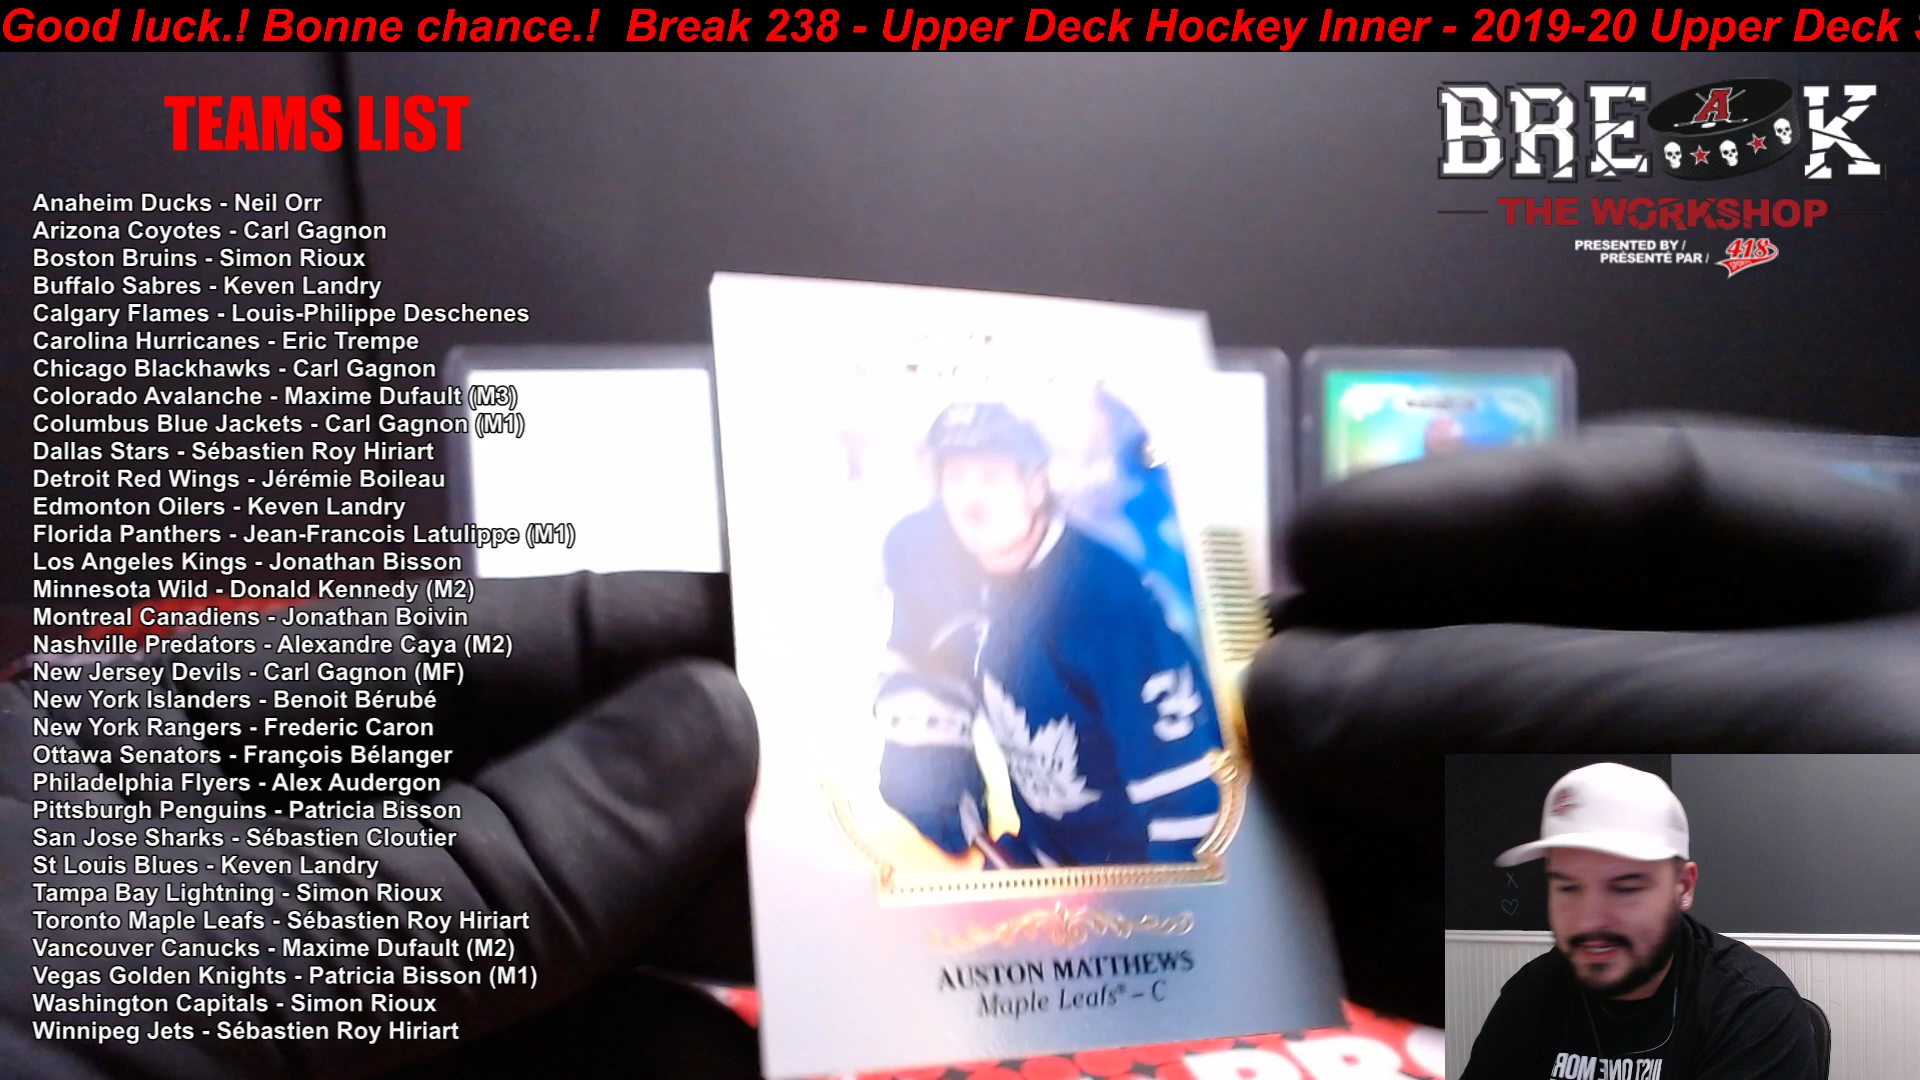 Good luck.! Bonne chance.! Break 238 - Upper Deck Hockey Inner - 2019-20 Upper Deck
TEAMS LIST
BREAK
A
THE WORKSHOP
PRESENTED BY /
PRÉSENTÉ PAR /
418
Anaheim Ducks - Neil Orr
Arizona Coyotes - Carl Gagnon
Boston Bruins - Simon Rioux
Buffalo Sabres - Keven Landry
Calgary Flames - Louis-Philippe Deschenes
Carolina Hurricanes - Eric Trempe
Chicago Blackhawks - Carl Gagnon
Colorado Avalanche - Maxime Dufault (M3)
Columbus Blue Jackets - Carl Gagnon (M1)
Dallas Stars - Sébastien Roy Hiriart
Detroit Red Wings - Jérémie Boileau
Edmonton Oilers - Keven Landry
Florida Panthers - Jean-Francois Latulippe (M1)
Los Angeles Kings - Jonathan Bisson
Minnesota Wild - Donald Kennedy (M2)
Montreal Canadiens - Jonathan Boivin
Nashville Predators - Alexandre Caya (M2)
New Jersey Devils - Carl Gagnon (MF)
New York Islanders - Benoit Bérubé
New York Rangers - Frederic Caron
Ottawa Senators - François Bélanger
Philadelphia Flyers - Alex Audergon
Pittsburgh Penguins - Patricia Bisson
San Jose Sharks - Sébastien Cloutier
St Louis Blues - Keven Landry
Tampa Bay Lightning - Simon Rioux
Toronto Maple Leafs - Sébastien Roy Hiriart
Vancouver Canucks - Maxime Dufault (M2)
Vegas Golden Knights - Patricia Bisson (M1)
Washington Capitals - Simon Rioux
Winnipeg Jets - Sébastien Roy Hiriart
AUSTON MATTHEWS
Maple Leafs® – C
JUST ONE MOR